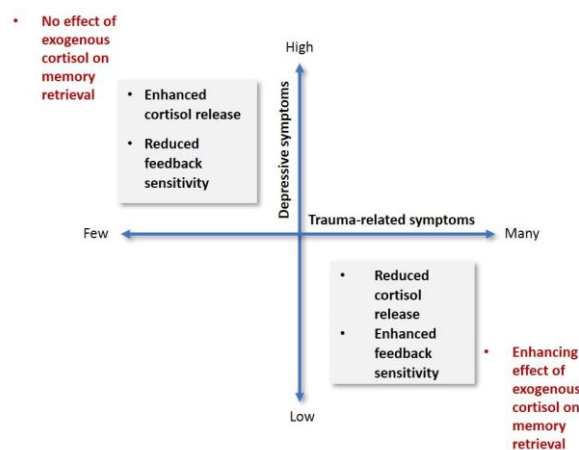 • No effect of
exogenous
cortisol on
memory
retrieval
High
• Enhanced
cortisol release
• Reduced
feedback
sensitivity
Depressive symptoms
Trauma-related symptoms
Few
Many
• Reduced
cortisol
release
• Enhanced
feedback
sensitivity
• Enhancing
effect of
exogenous
cortisol on
memory
retrieval
Low